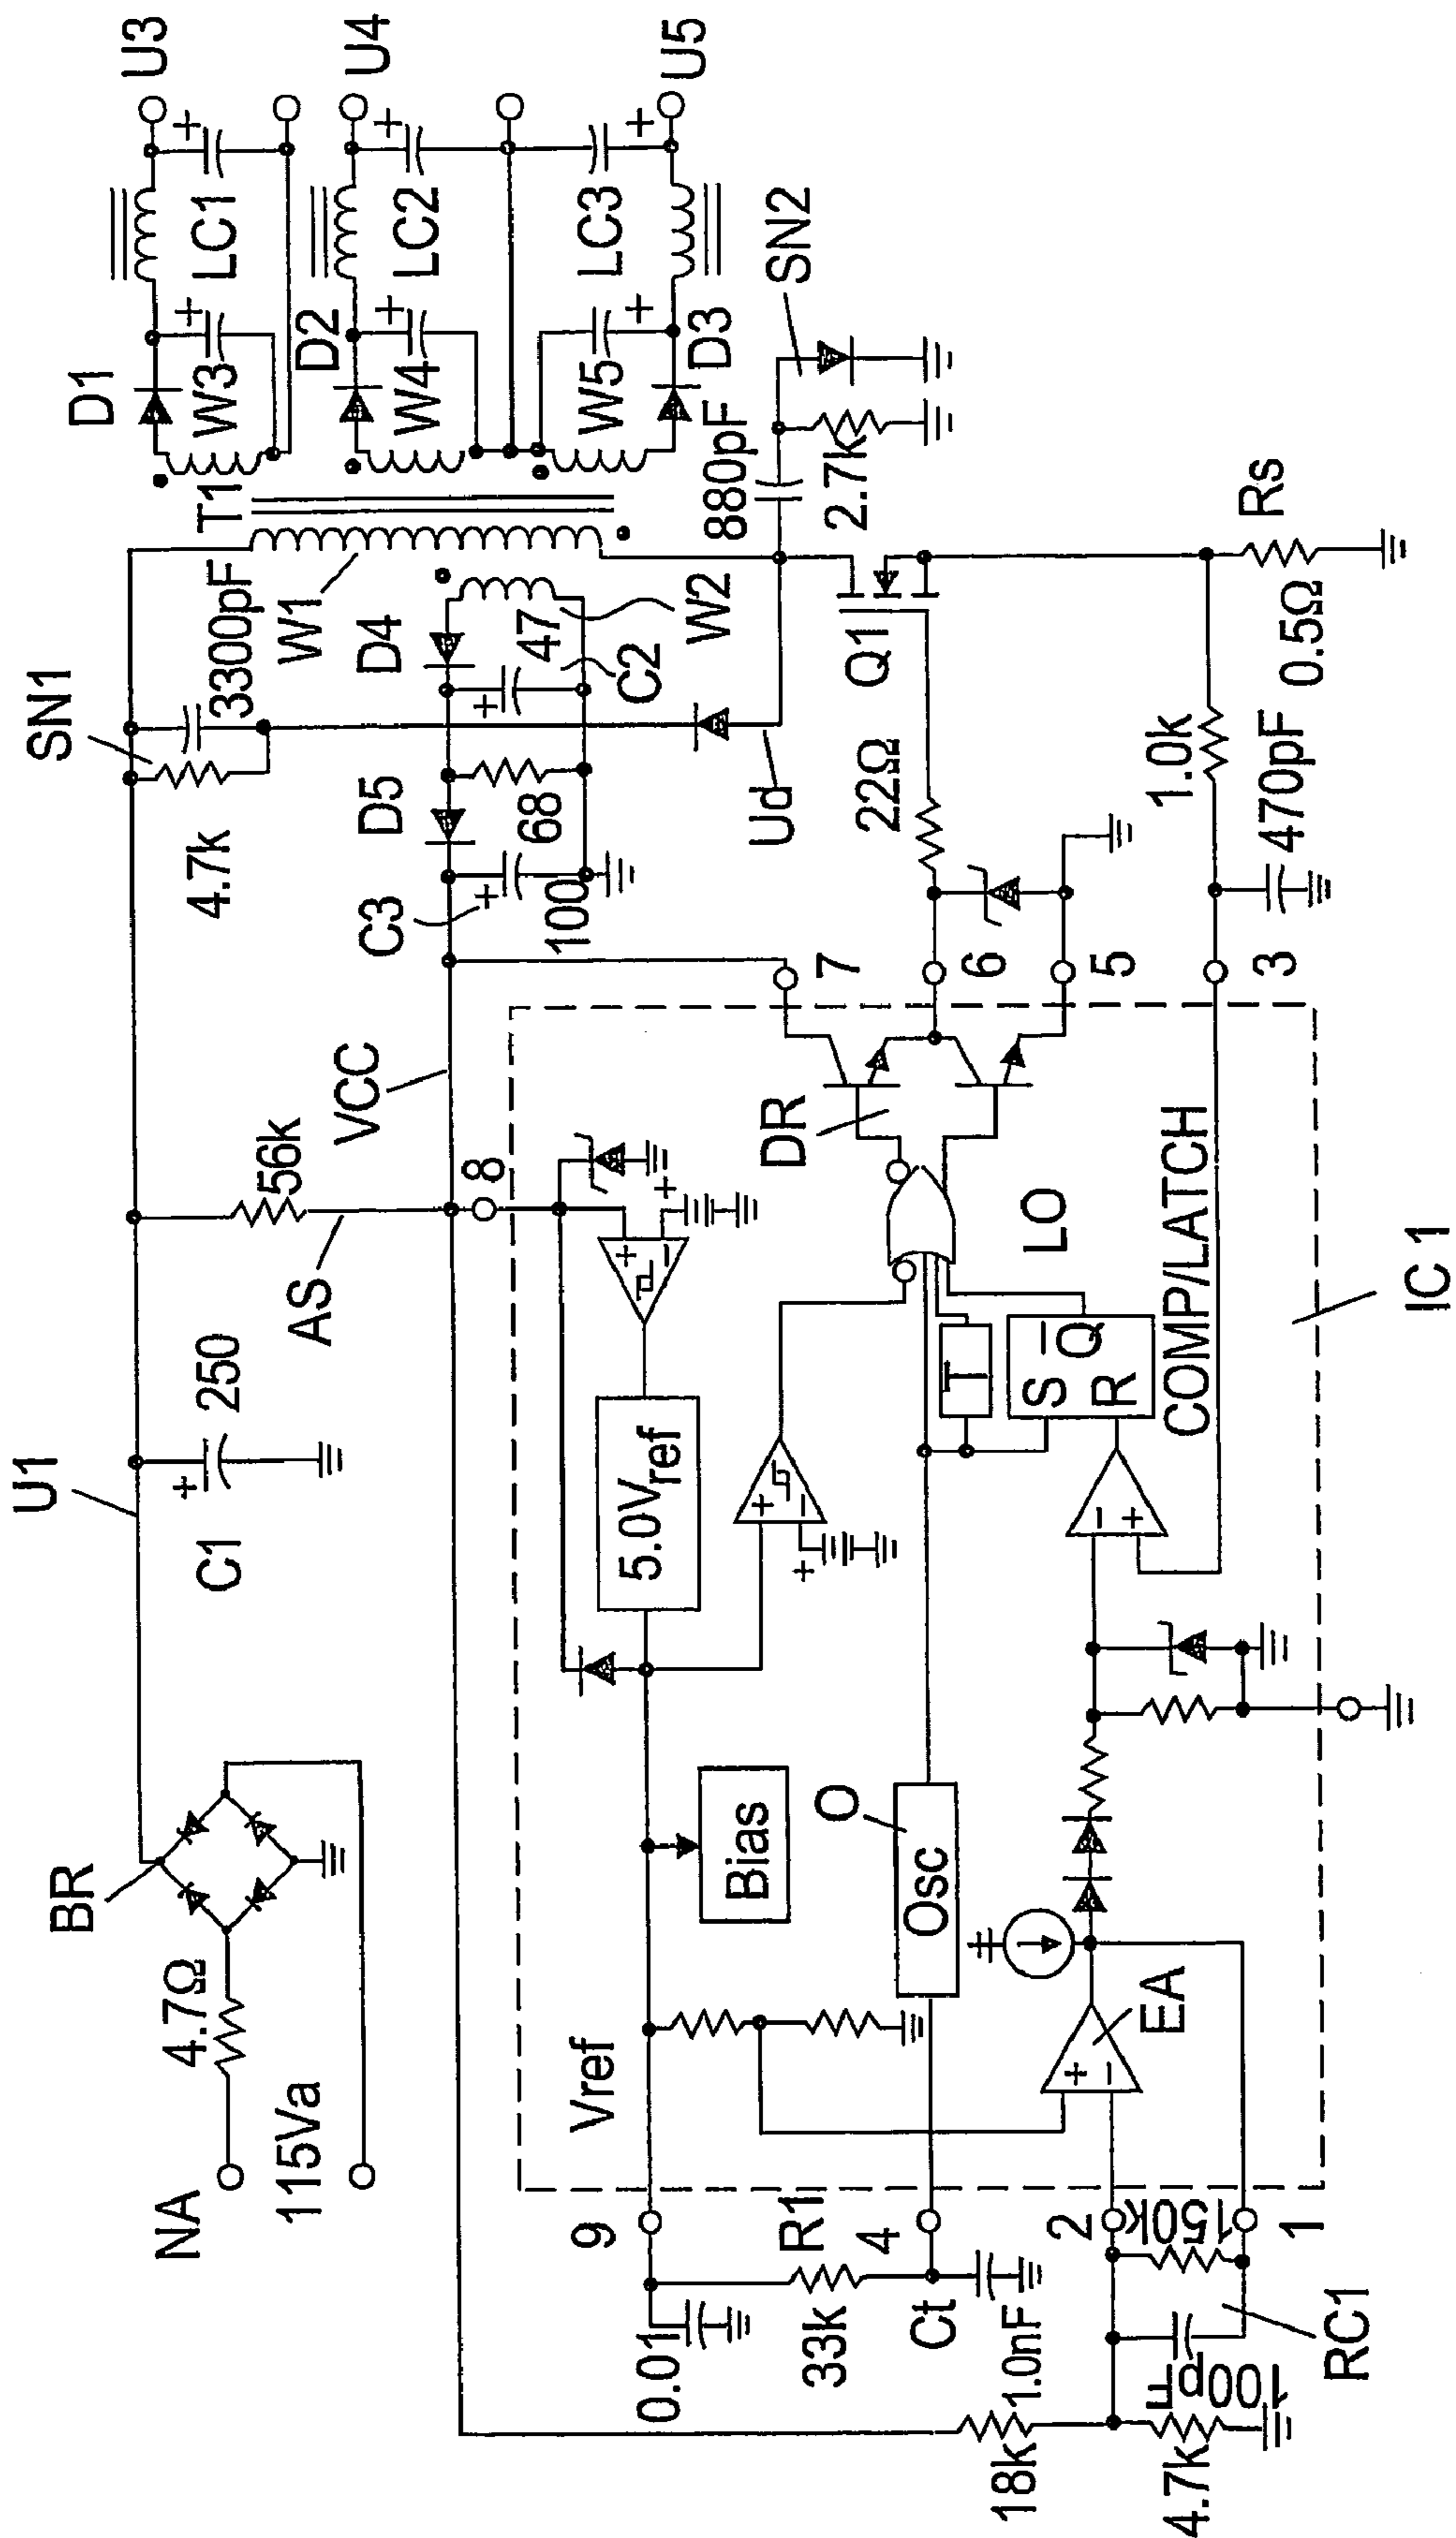 NA
115Va
4.7Ω
BR
U1
C1
250
AS
56k
VCC
SN1
4.7k
3300pF
W1
T1
D1
W3
LC1
U3
D2
W4
LC2
U4
W5
LC3
D3
U5
D4
47
W2
C2
D5
68
C3
100
Ud
880pF
2.7k
SN2
Q1
22Ω
Rs
0.5Ω
1.0k
470pF
7
6
5
3
8
5.0Vref
DR
LO
T
S
Q
R
COMP/LATCH
IC 1
Bias
O
Osc
EA
Vref
9
0.01
R1
33k
4
Ct
1.0nF
2
150k
1
100pF
RC1
18k
4.7k